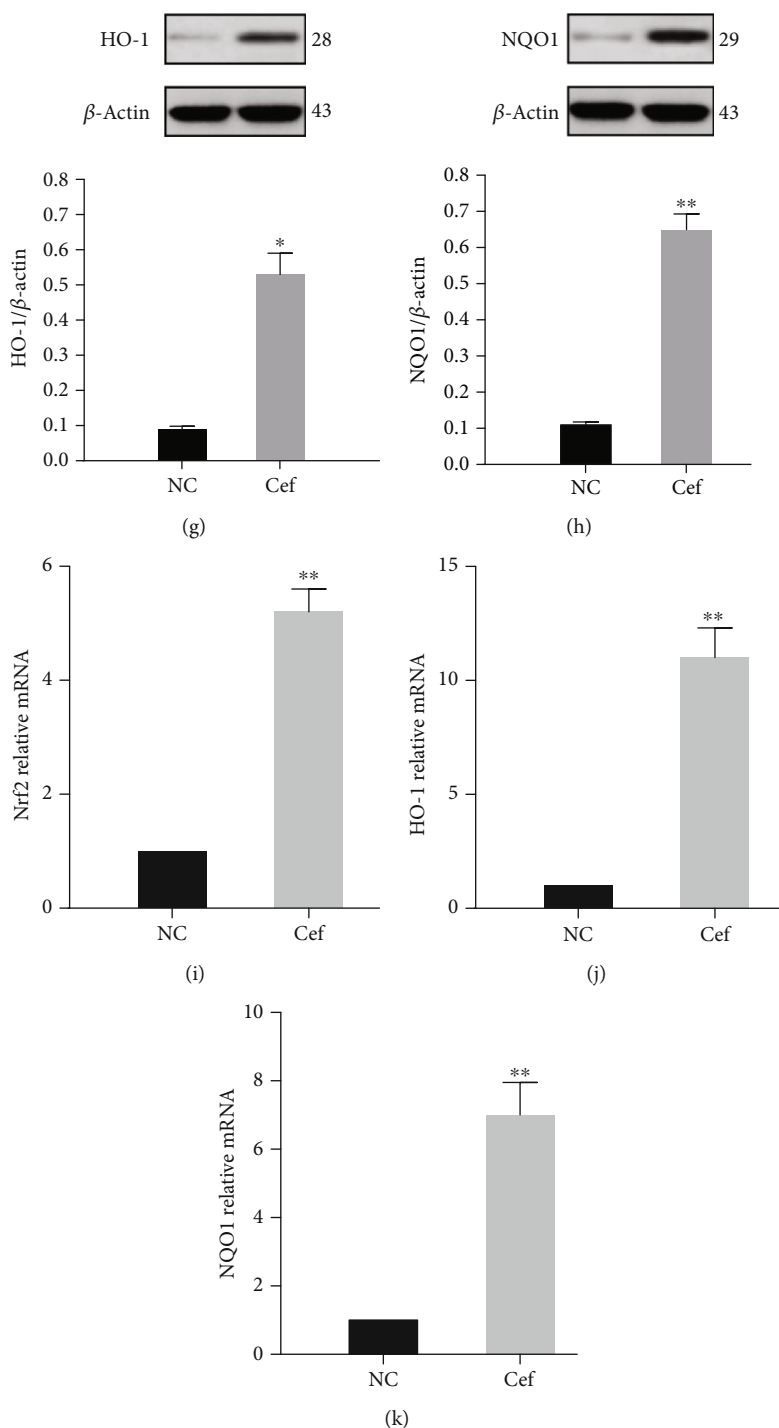 HO-1 28
β-Actin 43
0.8
0.7
0.6
0.5
0.4
0.3
0.2
0.1
0.0
HO-1/β-actin
*
NC Cef
(g)
NQO1 29
β-Actin 43
0.8
0.7
0.6
0.5
0.4
0.3
0.2
0.1
0.0
NQO1/β-actin
**
NC Cef
(h)
6
4
2
0
Nrf2 relative mRNA
**
NC Cef
(i)
15
10
5
0
HO-1 relative mRNA
**
NC Cef
(j)
10
8
6
4
2
0
NQO1 relative mRNA
**
NC Cef
(k)